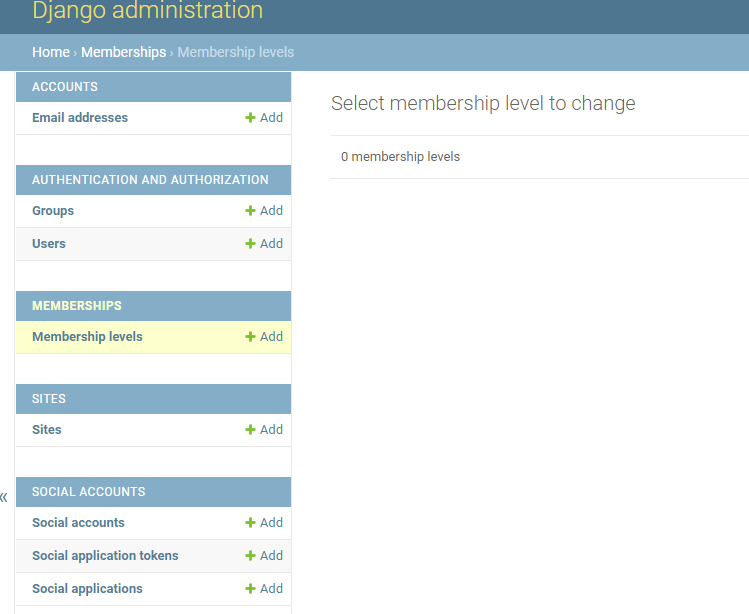 Django administration
Home › Memberships › Membership levels
ACCOUNTS
Email addresses + Add
AUTHENTICATION AND AUTHORIZATION
Groups + Add
Users + Add
MEMBERSHIPS
Membership levels + Add
SITES
Sites + Add
SOCIAL ACCOUNTS
Social accounts + Add
Social application tokens + Add
Social applications + Add
«
Select membership level to change
0 membership levels